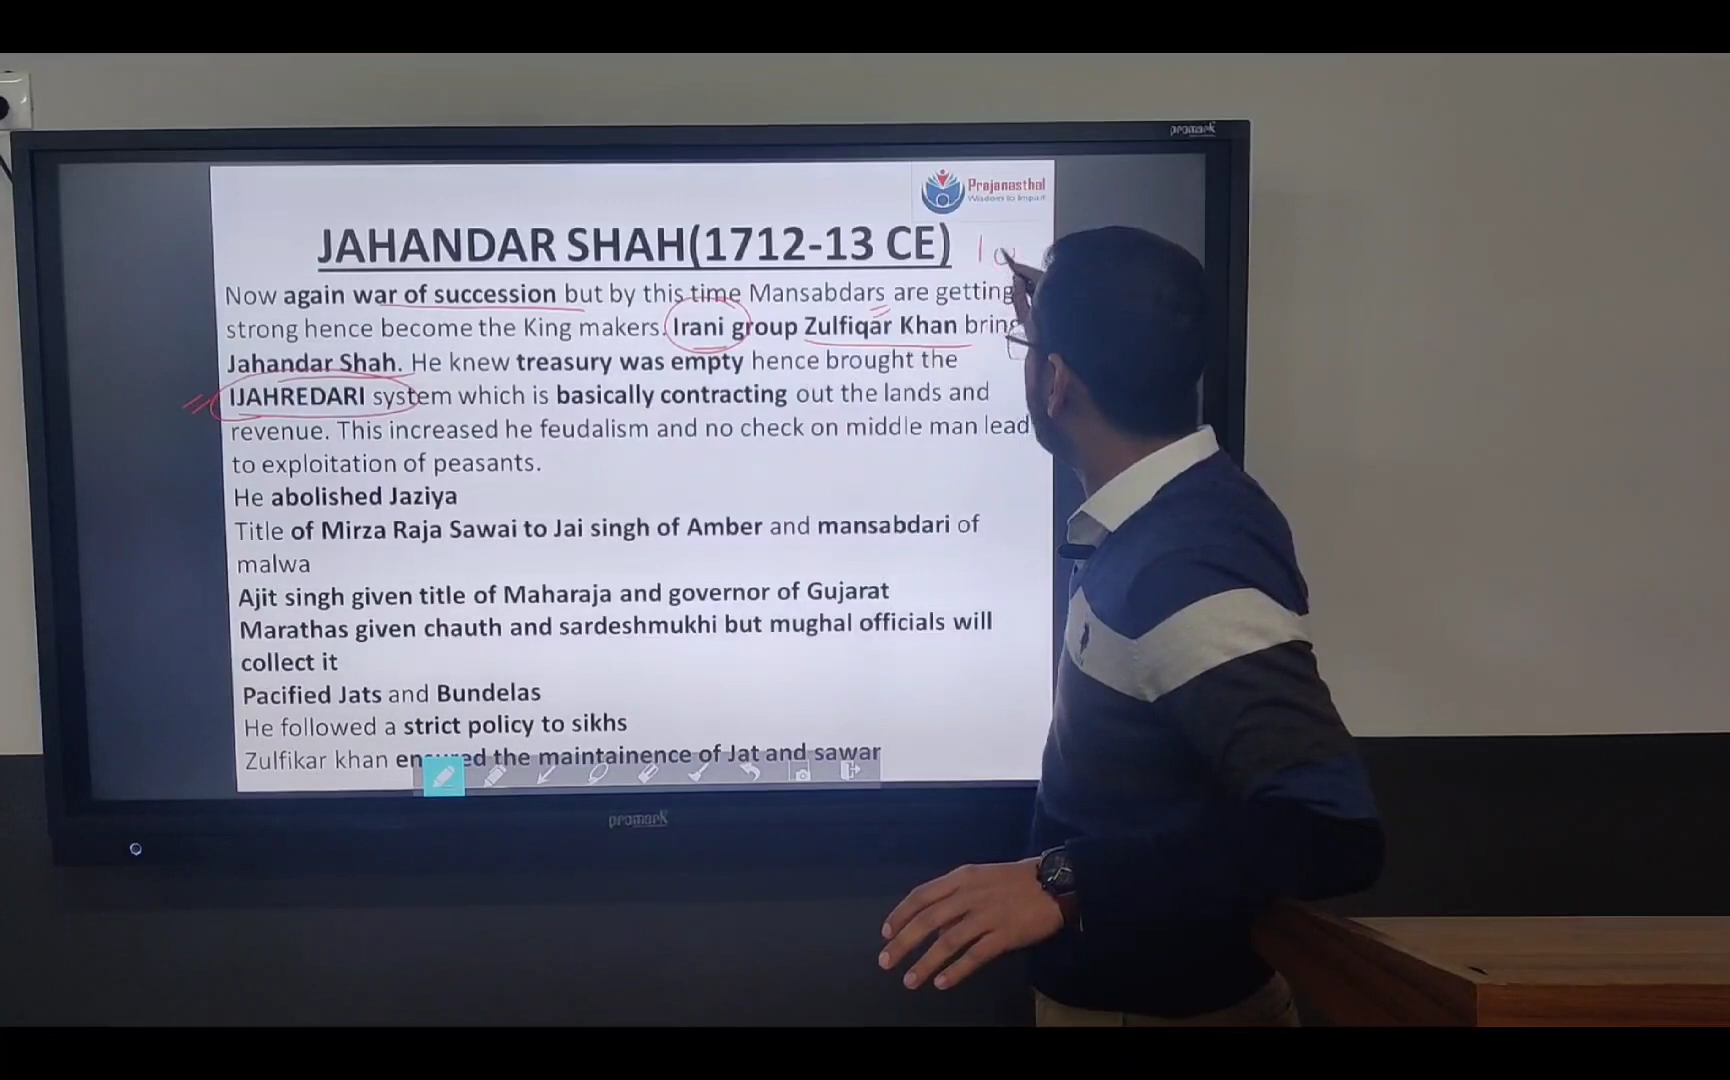 promark
Prajanasthal
Wisdom to Impart
JAHANDAR SHAH(1712-13 CE)
Now again war of succession but by this time Mansabdars are getting
strong hence become the King makers. Irani group Zulfiqar Khan bring
Jahandar Shah. He knew treasury was empty hence brought the
IJAHREDARI system which is basically contracting out the lands and
revenue. This increased he feudalism and no check on middle man lead
to exploitation of peasants.
He abolished Jaziya
Title of Mirza Raja Sawai to Jai singh of Amber and mansabdari of
malwa
Ajit singh given title of Maharaja and governor of Gujarat
Marathas given chauth and sardeshmukhi but mughal officials will
collect it
Pacified Jats and Bundelas
He followed a strict policy to sikhs
Zulfikar khan ensured the maintainence of Jat and sawar
promark